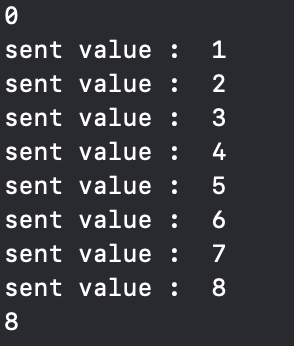 0
sent value :  1
sent value :  2
sent value :  3
sent value :  4
sent value :  5
sent value :  6
sent value :  7
sent value :  8
8